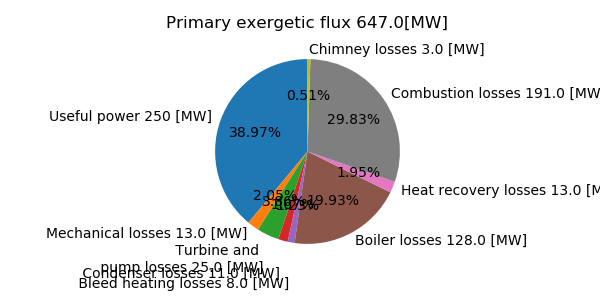 Primary exergetic flux 647.0[MW]
Chimney losses 3.0 [MW]
Combustion losses 191.0 [MW
Useful power 250 [MW]
0.51%
29.83%
38.97%
1.95%
Heat recovery losses 13.0 [M
2.05%
3.86%
19.93%
Mechanical losses 13.0 [MW]
Boiler losses 128.0 [MW]
Turbine and
pump losses 25.0 [MW]
Condenser losses 11.0 [MW]
Bleed heating losses 8.0 [MW]